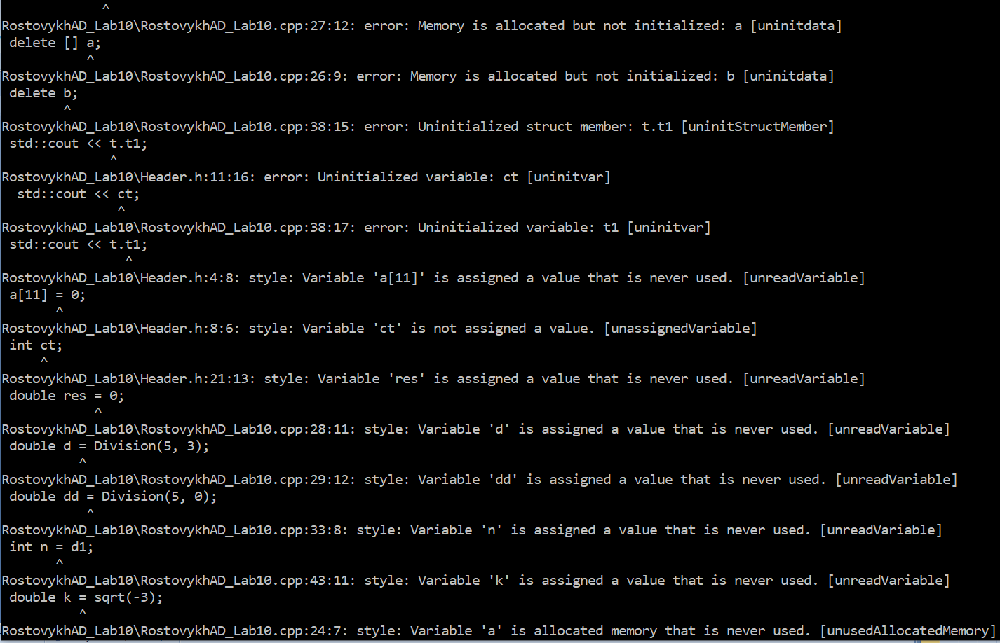 ^
RostovykhAD_Lab10\RostovykhAD_Lab10.cpp:27:12: error: Memory is allocated but not initialized: a [uninitdata]
delete [] a;
^
RostovykhAD_Lab10\RostovykhAD_Lab10.cpp:26:9: error: Memory is allocated but not initialized: b [uninitdata]
delete b;
^
RostovykhAD_Lab10\RostovykhAD_Lab10.cpp:38:15: error: Uninitialized struct member: t.t1 [uninitStructMember]
std::cout << t.t1;
^
RostovykhAD_Lab10\Header.h:11:16: error: Uninitialized variable: ct [uninitvar]
std::cout << ct;
^
RostovykhAD_Lab10\RostovykhAD_Lab10.cpp:38:17: error: Uninitialized variable: t1 [uninitvar]
std::cout << t.t1;
^
RostovykhAD_Lab10\Header.h:4:8: style: Variable 'a[11]' is assigned a value that is never used. [unreadVariable]
a[11] = 0;
^
RostovykhAD_Lab10\Header.h:8:6: style: Variable 'ct' is not assigned a value. [unassignedVariable]
int ct;
^
RostovykhAD_Lab10\Header.h:21:13: style: Variable 'res' is assigned a value that is never used. [unreadVariable]
double res = 0;
^
RostovykhAD_Lab10\RostovykhAD_Lab10.cpp:28:11: style: Variable 'd' is assigned a value that is never used. [unreadVariable]
double d = Division(5, 3);
^
RostovykhAD_Lab10\RostovykhAD_Lab10.cpp:29:12: style: Variable 'dd' is assigned a value that is never used. [unreadVariable]
double dd = Division(5, 0);
^
RostovykhAD_Lab10\RostovykhAD_Lab10.cpp:33:8: style: Variable 'n' is assigned a value that is never used. [unreadVariable]
int n = d1;
^
RostovykhAD_Lab10\RostovykhAD_Lab10.cpp:43:11: style: Variable 'k' is assigned a value that is never used. [unreadVariable]
double k = sqrt(-3);
^
RostovykhAD_Lab10\RostovykhAD_Lab10.cpp:24:7: style: Variable 'a' is allocated memory that is never used. [unusedAllocatedMemory]